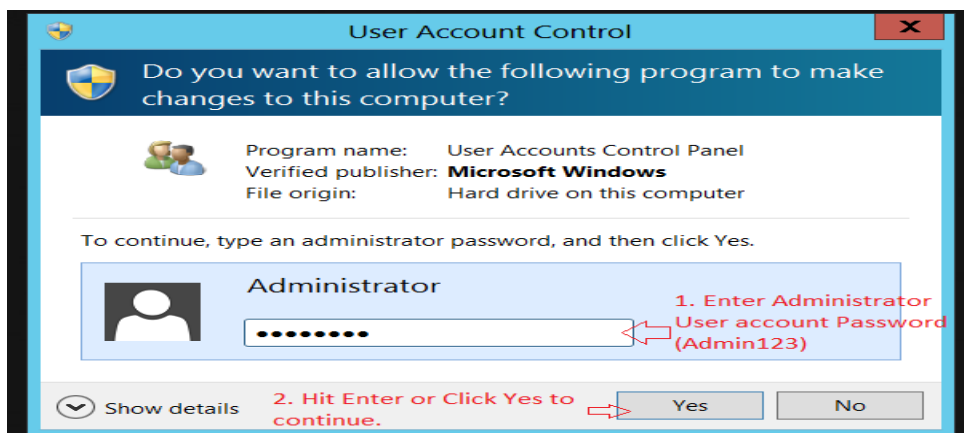 User Account Control
Do you want to allow the following program to make
changes to this computer?
Program name: User Accounts Control Panel
Verified publisher: Microsoft Windows
File origin: Hard drive on this computer
To continue, type an administrator password, and then click Yes.
Administrator
••••••••
1. Enter Administrator
User account Password
(Admin123)
Show details
2. Hit Enter or Click Yes to
continue.
Yes
No